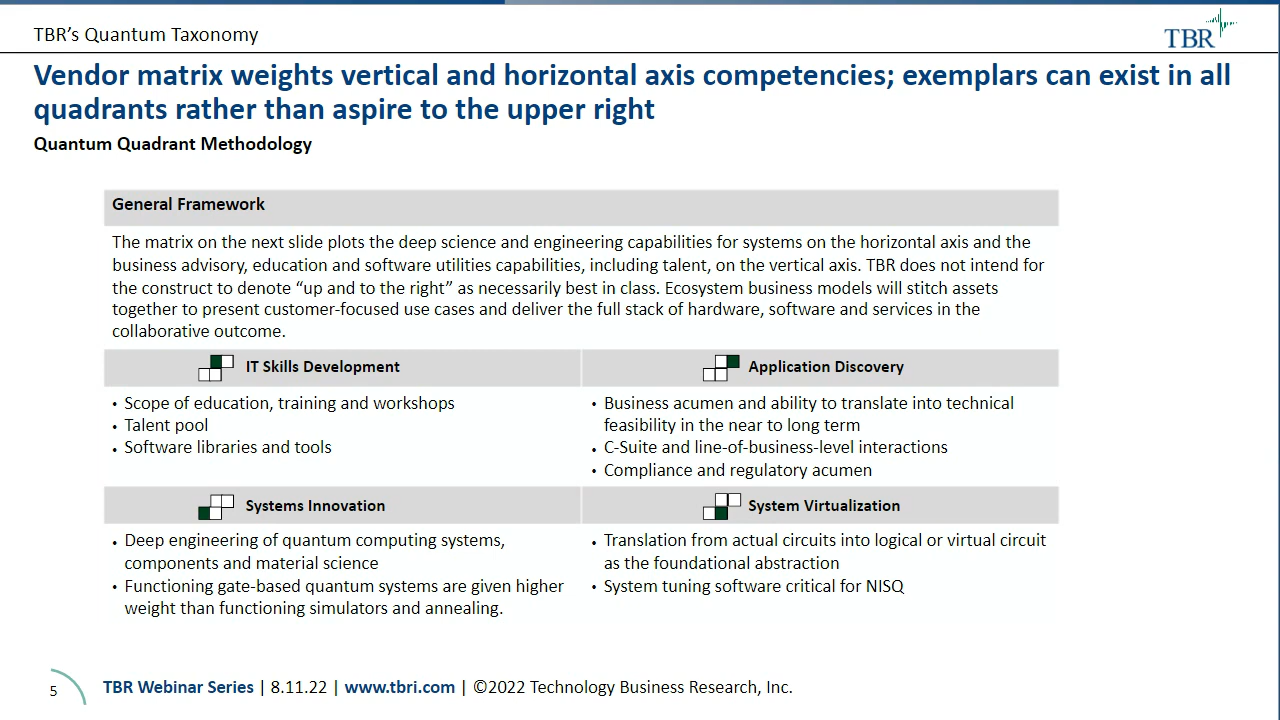 TBR's Quantum Taxonomy
TBR
Vendor matrix weights vertical and horizontal axis competencies; exemplars can exist in all
quadrants rather than aspire to the upper right
Quantum Quadrant Methodology
General Framework
The matrix on the next slide plots the deep science and engineering capabilities for systems on the horizontal axis and the
business advisory, education and software utilities capabilities, including talent, on the vertical axis. TBR does not intend for
the construct to denote “up and to the right” as necessarily best in class. Ecosystem business models will stitch assets
together to present customer-focused use cases and deliver the full stack of hardware, software and services in the
collaborative outcome.
IT Skills Development
• Scope of education, training and workshops
• Talent pool
• Software libraries and tools
Application Discovery
• Business acumen and ability to translate into technical
feasibility in the near to long term
• C-Suite and line-of-business-level interactions
• Compliance and regulatory acumen
Systems Innovation
• Deep engineering of quantum computing systems,
components and material science
• Functioning gate-based quantum systems are given higher
weight than functioning simulators and annealing.
System Virtualization
• Translation from actual circuits into logical or virtual circuit
as the foundational abstraction
• System tuning software critical for NISQ
5
TBR Webinar Series | 8.11.22 | www.tbri.com | ©2022 Technology Business Research, Inc.